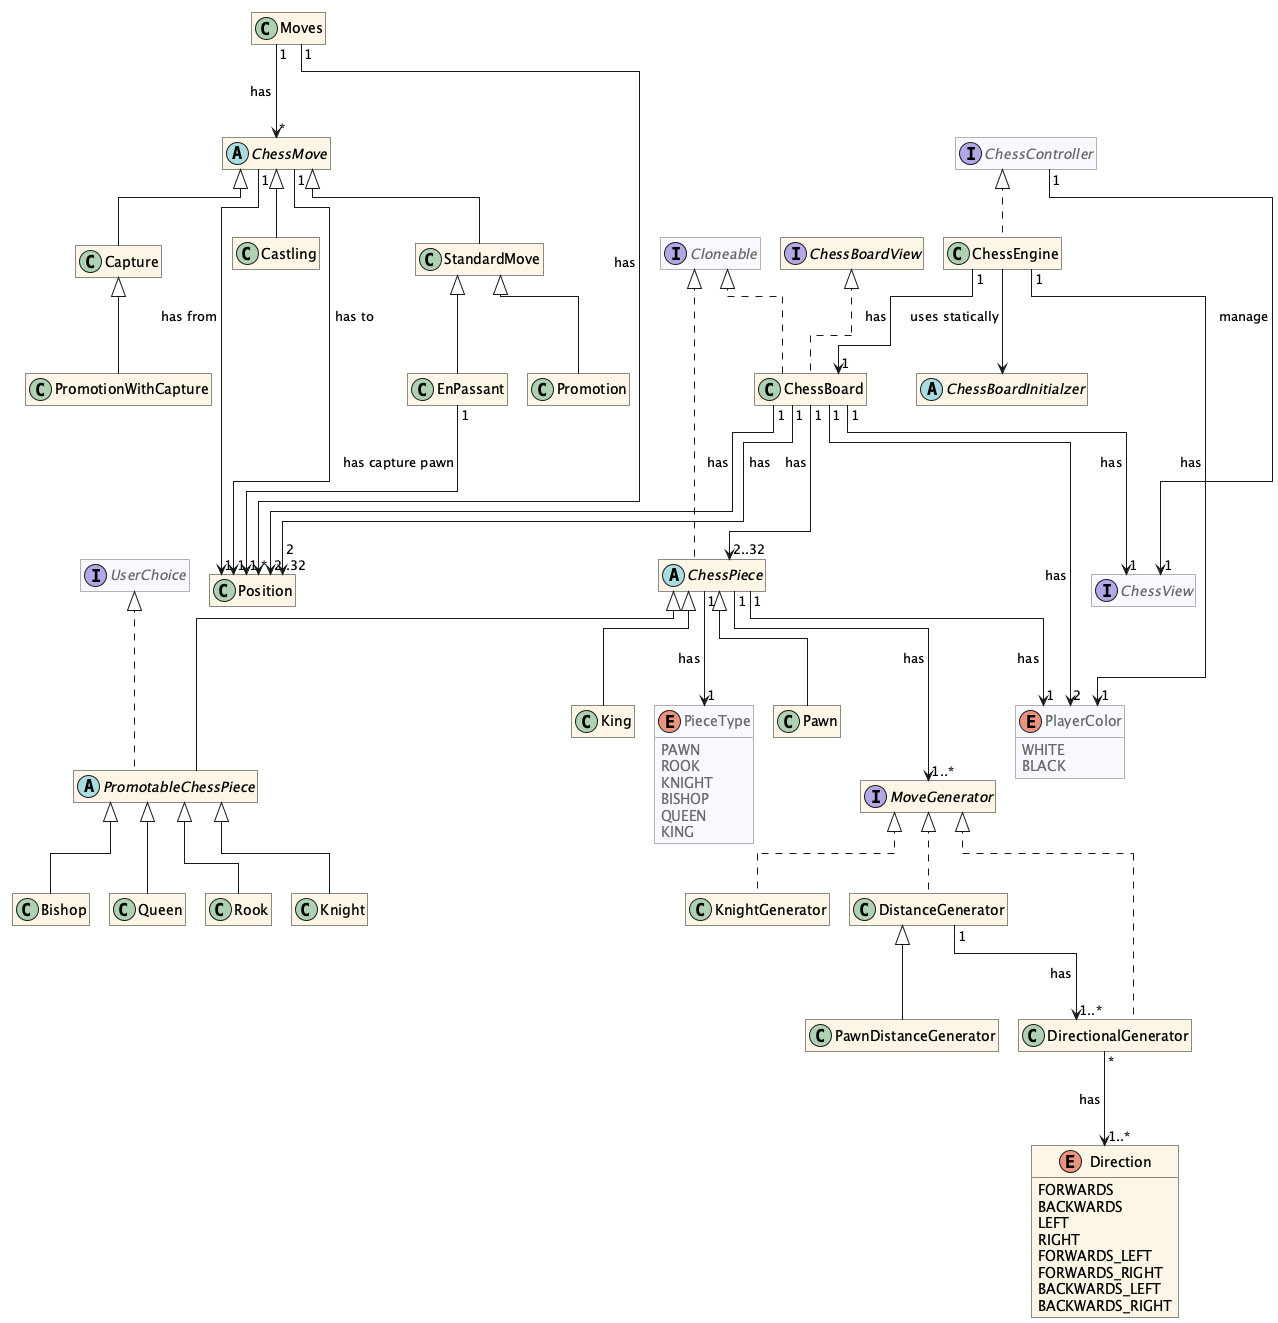 C Moves
1
1
has
*
A ChessMove
I ChessController
1
1
1
C Capture
C Castling
C StandardMove
I Cloneable
I ChessBoardView
C ChessEngine
has
1
1
has from
has to
has
uses statically
manage
1
C PromotionWithCapture
C EnPassant
C Promotion
C ChessBoard
A ChessBoardInitialzer
1
1
1
1
1
1
has capture pawn
has
has
has
has
has
2
2..32
1
1
1
*
2..32
1
1
I UserChoice
C Position
A ChessPiece
has
I ChessView
1
1
1
has
has
has
1
1
2
1
C King
E PieceType
C Pawn
E PlayerColor
PAWN
ROOK
KNIGHT
BISHOP
QUEEN
KING
WHITE
BLACK
1..*
A PromotableChessPiece
I MoveGenerator
C Bishop
C Queen
C Rook
C Knight
C KnightGenerator
C DistanceGenerator
1
has
1..*
C PawnDistanceGenerator
C DirectionalGenerator
*
has
1..*
E Direction
FORWARDS
BACKWARDS
LEFT
RIGHT
FORWARDS_LEFT
FORWARDS_RIGHT
BACKWARDS_LEFT
BACKWARDS_RIGHT